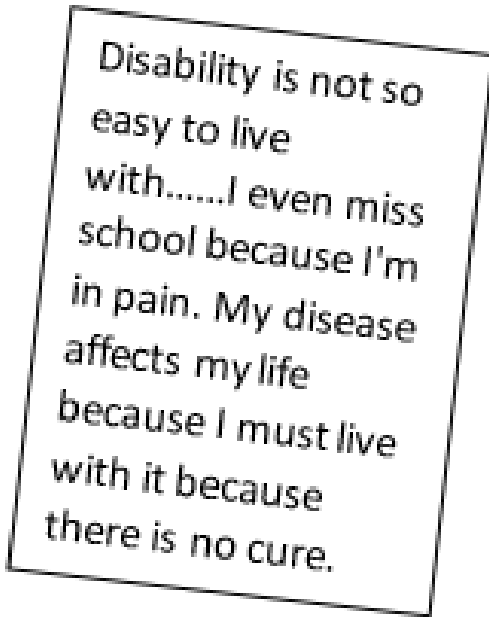 Disability is not so
easy to live
with......I even miss
school because I'm
in pain. My disease
affects my life
because I must live
with it because
there is no cure.